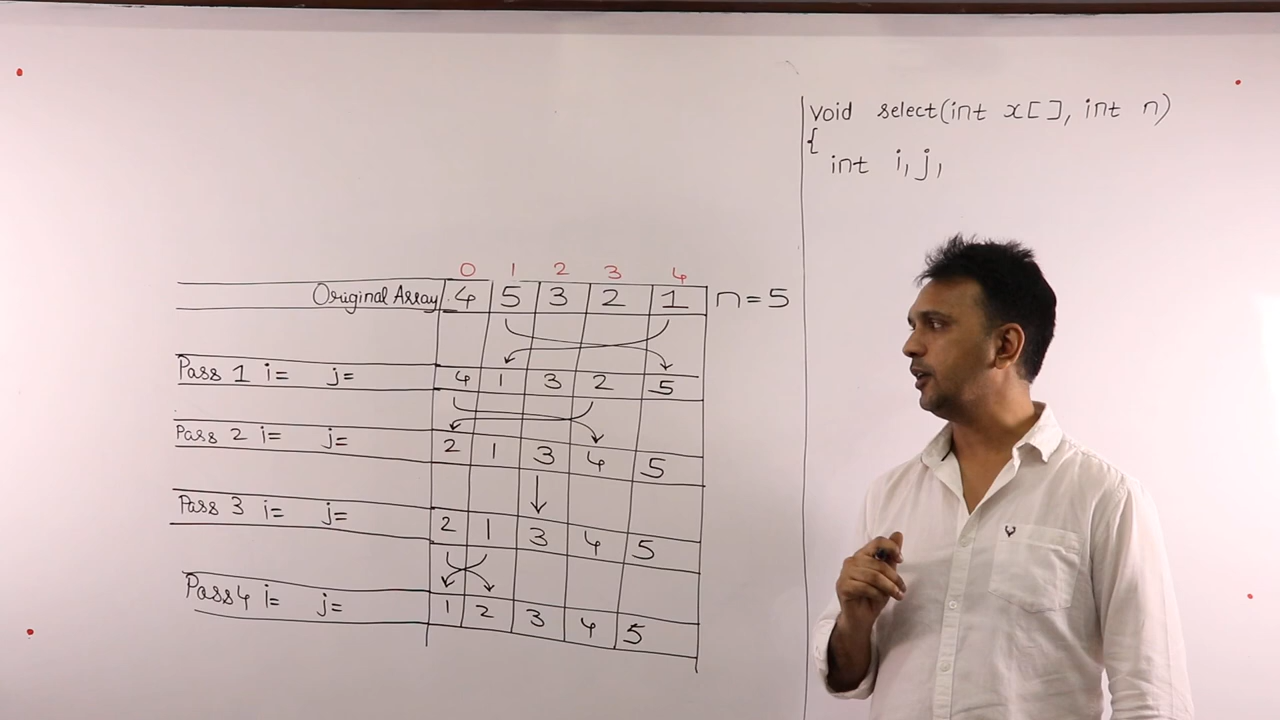 void select(int x[], int n)
{
int i, j,
0 1 2 3 4
Original Array 4 5 3 2 1 n=5
Pass 1 i= j= 4 1 3 2 5
Pass 2 i= j= 2 1 3 4 5
Pass 3 i= j= 2 1 3 4 5
Pass 4 i= j= 1 2 3 4 5